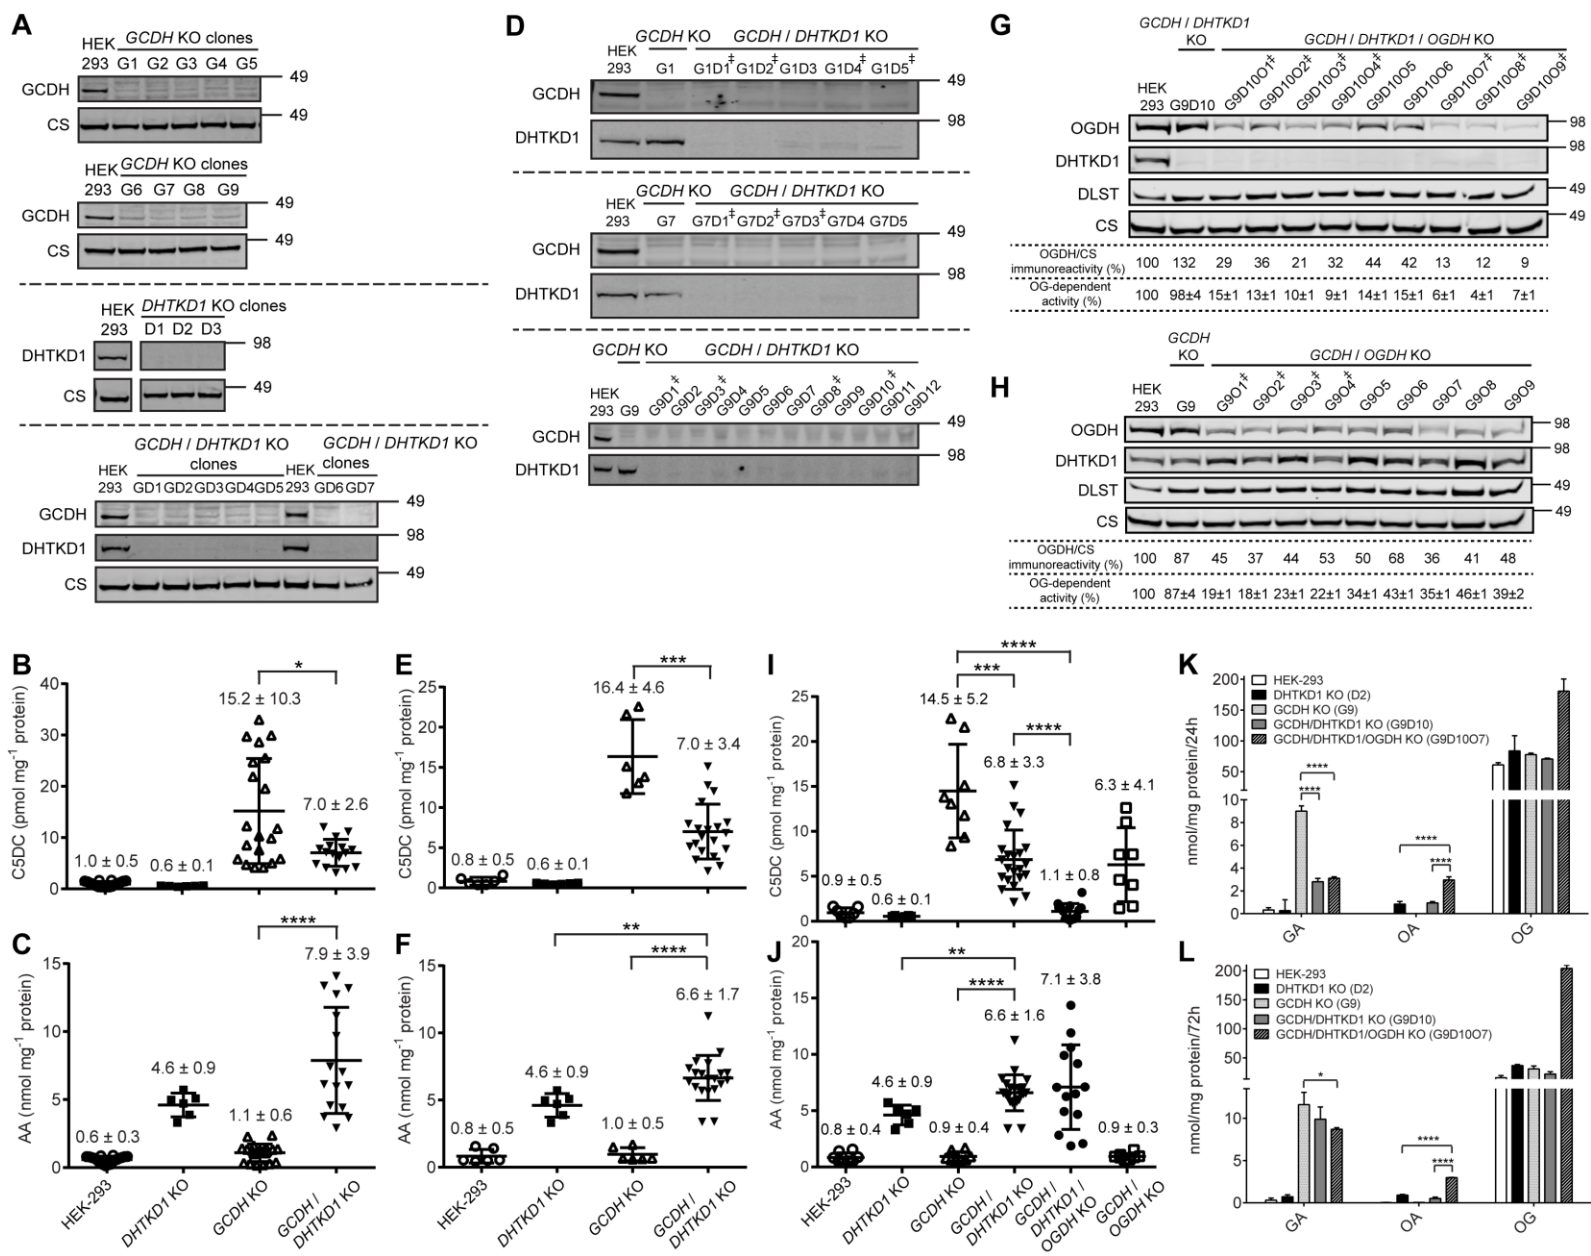 A
HEK
GCDH KO clones
293 G1 G2 G3 G4 G5
GCDH
49
CS
49
HEK
GCDH KO clones
293 G6 G7 G8 G9
GCDH
49
CS
49
HEK
DHTKD1 KO clones
293 D1 D2 D3
DHTKD1
98
CS
49
GCDH / DHTKD1 KO
clones
GCDH / DHTKD1 KO
clones
HEK
293 GD1 GD2 GD3 GD4 GD5
HEK
293 GD6 GD7
GCDH
49
DHTKD1
98
CS
49
D
GCDH KO
GCDH / DHTKD1 KO
HEK
293 G1 G1D1‡ G1D2‡ G1D3 G1D4‡ G1D5‡
GCDH
49
DHTKD1
98
GCDH KO
GCDH / DHTKD1 KO
HEK
293 G7 G7D1‡ G7D2‡ G7D3‡ G7D4 G7D5
GCDH
49
DHTKD1
98
GCDH KO
GCDH / DHTKD1 KO
HEK
293 G9 G9D1‡ G9D2 G9D3‡ G9D4 G9D5 G9D6 G9D7 G9D8‡ G9D9 G9D10‡ G9D11 G9D12
GCDH
49
DHTKD1
98
G
GCDH / DHTKD1
KO
GCDH / DHTKD1 / OGDH KO
HEK
293 G9D10 G9D10O1‡ G9D10O2‡ G9D10O3‡ G9D10O4‡ G9D10O5 G9D10O6 G9D10O7‡ G9D10O8‡ G9D10O9‡
OGDH
98
DHTKD1
98
DLST
49
CS
49
OGDH/CS
immunoreactivity (%) 100 132 29 36 21 32 44 42 13 12 9
OG-dependent
activity (%) 100 98±4 15±1 13±1 10±1 9±1 14±1 15±1 6±1 4±1 7±1
H
GCDH
KO
GCDH / OGDH KO
HEK
293 G9 G9O1‡ G9O2‡ G9O3‡ G9O4‡ G9O5 G9O6 G9O7 G9O8 G9O9
OGDH
98
DHTKD1
98
DLST
49
CS
49
OGDH/CS
immunoreactivity (%) 100 87 45 37 44 53 50 68 36 41 48
OG-dependent
activity (%) 100 87±4 19±1 18±1 23±1 22±1 34±1 43±1 35±1 46±1 39±2
B
C5DC (pmol mg⁻¹ protein)
40
30
20
10
0
1.0 ± 0.5
0.6 ± 0.1
15.2 ± 10.3
7.0 ± 2.6
*
C
AA (nmol mg⁻¹ protein)
15
10
5
0
0.6 ± 0.3
4.6 ± 0.9
1.1 ± 0.6
7.9 ± 3.9
****
HEK-293
DHTKD1 KO
GCDH KO
GCDH /
DHTKD1 KO
E
C5DC (pmol mg⁻¹ protein)
25
20
15
10
5
0
0.8 ± 0.5
0.6 ± 0.1
16.4 ± 4.6
7.0 ± 3.4
***
F
AA (nmol mg⁻¹ protein)
15
10
5
0
0.8 ± 0.5
4.6 ± 0.9
1.0 ± 0.5
6.6 ± 1.7
**
****
HEK-293
DHTKD1 KO
GCDH KO
GCDH /
DHTKD1 KO
I
C5DC (pmol mg⁻¹ protein)
25
20
15
10
5
0
0.9 ± 0.5
0.6 ± 0.1
14.5 ± 5.2
6.8 ± 3.3
1.1 ± 0.8
6.3 ± 4.1
****
***
****
J
AA (nmol mg⁻¹ protein)
20
15
10
5
0
0.8 ± 0.4
4.6 ± 0.9
0.9 ± 0.4
6.6 ± 1.6
7.1 ± 3.8
0.9 ± 0.3
**
****
HEK-293
DHTKD1 KO
GCDH KO
GCDH /
DHTKD1 KO
GCDH /
DHTKD1 /
OGDH KO
GCDH /
OGDH KO
K
nmol/mg protein/24h
200
150
100
50
10
8
6
4
2
0
HEK-293
DHTKD1 KO (D2)
GCDH KO (G9)
GCDH/DHTKD1 KO (G9D10)
GCDH/DHTKD1/OGDH KO (G9D10O7)
****
****
****
****
GA
OA
OG
L
nmol/mg protein/72h
200
150
100
50
10
5
0
HEK-293
DHTKD1 KO (D2)
GCDH KO (G9)
GCDH/DHTKD1 KO (G9D10)
GCDH/DHTKD1/OGDH KO (G9D10O7)
*
****
****
GA
OA
OG